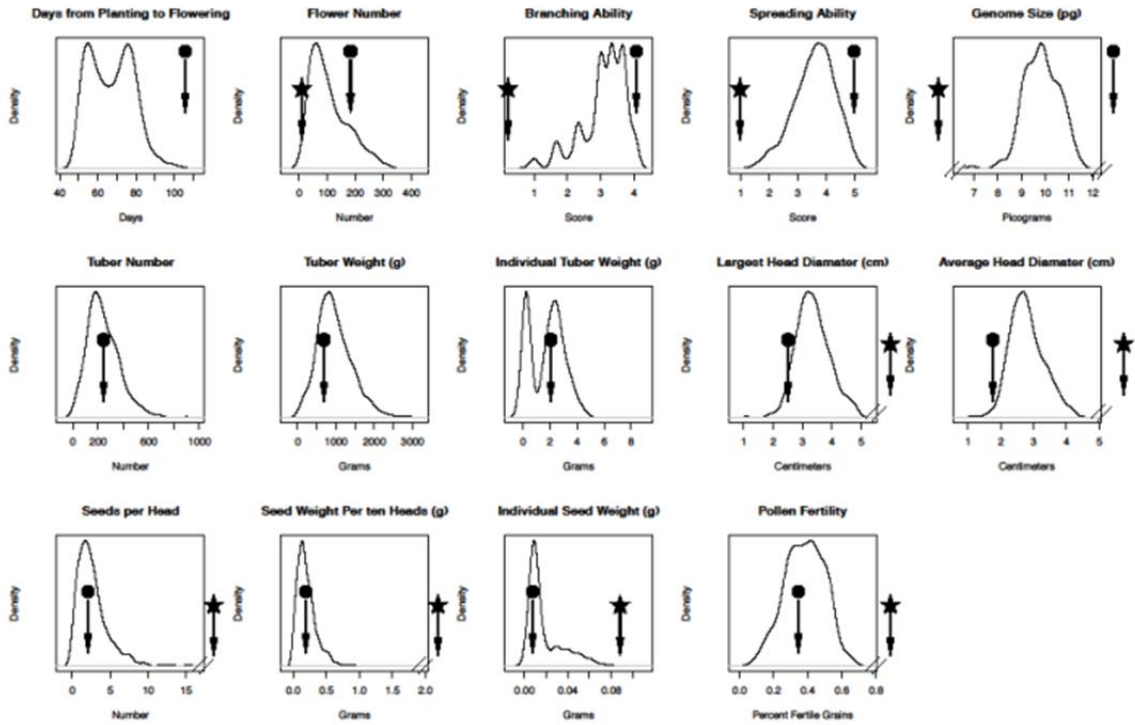 Days from Planting to Flowering
Flower Number
Branching Ability
Spreading Ability
Genome Size (pg)
Density
Density
Density
Density
Density
40 60 80 100
0 100 200 300 400
1 2 3 4
1 2 3 4 5
7 8 9 10 11 12
Days
Number
Score
Score
Picograms
Tuber Number
Tuber Weight (g)
Individual Tuber Weight (g)
Largest Head Diamater (cm)
Average Head Diamater (cm)
Density
Density
Density
Density
Density
0 200 600 1000
0 1000 2000 3000
0 2 4 6 8
1 2 3 4 5
1 2 3 4 5
Number
Grams
Grams
Centimeters
Centimeters
Seeds per Head
Seed Weight Per ten Heads (g)
Individual Seed Weight (g)
Pollen Fertility
Density
Density
Density
Density
0 5 10 15
0.0 0.5 1.0 1.5 2.0
0.00 0.04 0.08
0.0 0.2 0.4 0.6 0.8
Number
Grams
Grams
Percent Fertile Grains